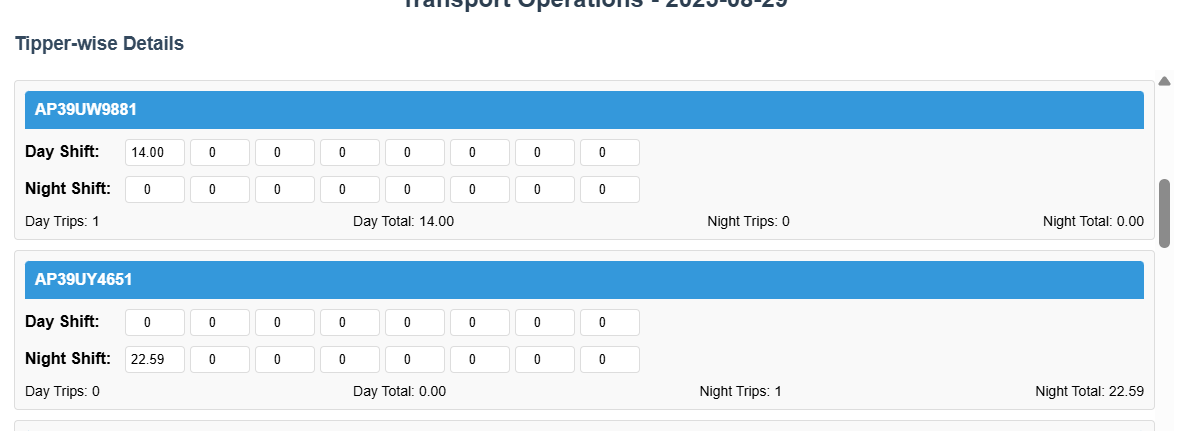 Transport Operations - 2025-08-29
Tipper-wise Details
AP39UW9881
Day Shift: 14.00 0 0 0 0 0 0 0
Night Shift: 0 0 0 0 0 0 0 0
Day Trips: 1 Day Total: 14.00 Night Trips: 0 Night Total: 0.00
AP39UY4651
Day Shift: 0 0 0 0 0 0 0 0
Night Shift: 22.59 0 0 0 0 0 0 0
Day Trips: 0 Day Total: 0.00 Night Trips: 1 Night Total: 22.59